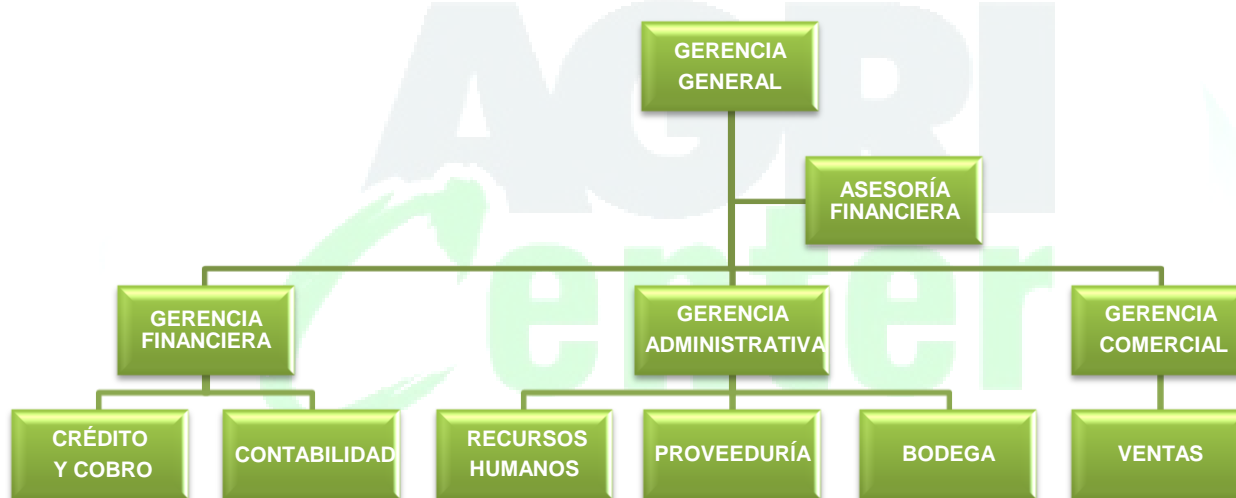 AGRI
Center
GERENCIA
GENERAL
ASESORÍA
FINANCIERA
GERENCIA
FINANCIERA
GERENCIA
ADMINISTRATIVA
GERENCIA
COMERCIAL
CRÉDITO
Y COBRO
CONTABILIDAD
RECURSOS
HUMANOS
PROVEEDURÍA
BODEGA
VENTAS